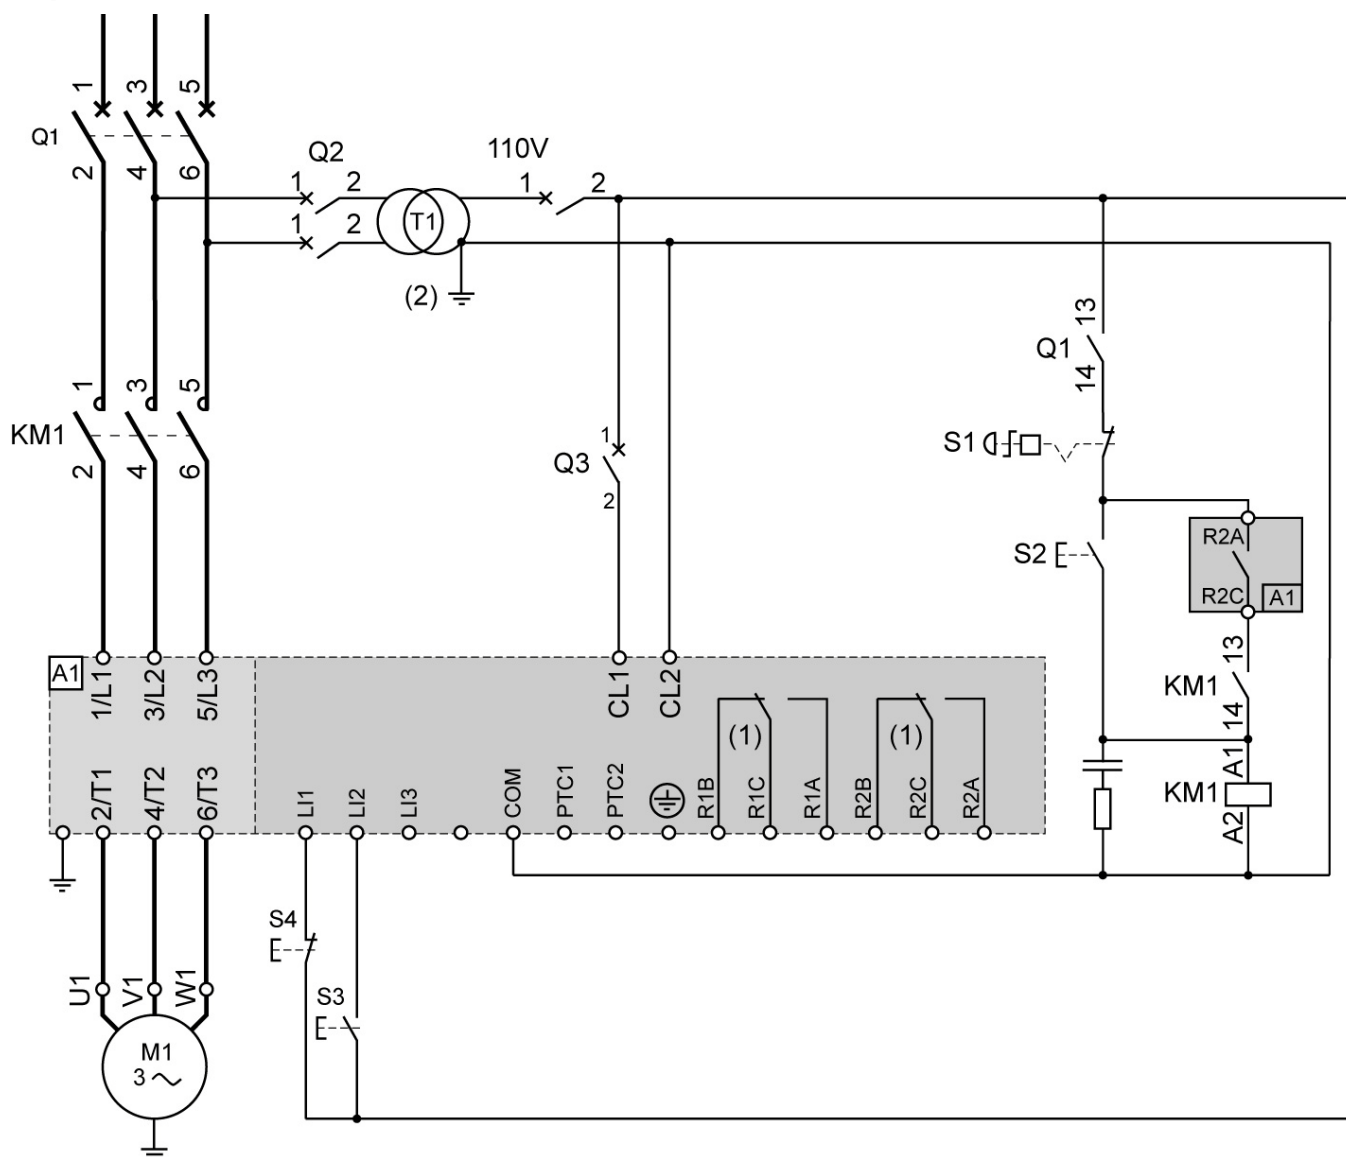 1 3 5
Q1
2 4 6
Q2
110V
1 2 1 2
T1
1 2
(2)
13
Q1
14
1 3 5
KM1
2 4 6
S1
1
Q3
2
S2
R2A
R2C
A1
13
KM1
14
A1
KM1
A2
A1
1/L1 3/L2 5/L3
CL1 CL2
(1) (1)
2/T1 4/T2 6/T3
LI1 LI2 LI3 COM PTC1 PTC2 R1B R1C R1A R2B R2C R2A
S4
S3
U1 V1 W1
M1
3